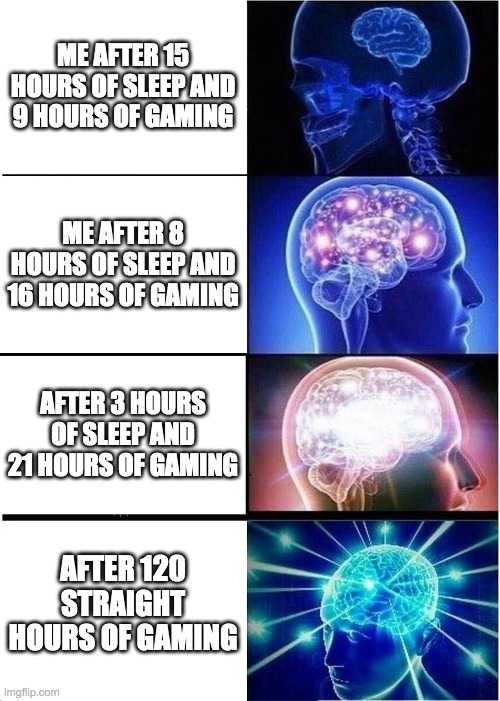 ME AFTER 15
HOURS OF SLEEP AND
9 HOURS OF GAMING
ME AFTER 8
HOURS OF SLEEP AND
16 HOURS OF GAMING
AFTER 3 HOURS
OF SLEEP AND
21 HOURS OF GAMING
AFTER 120
STRAIGHT
HOURS OF GAMING
imgflip.com